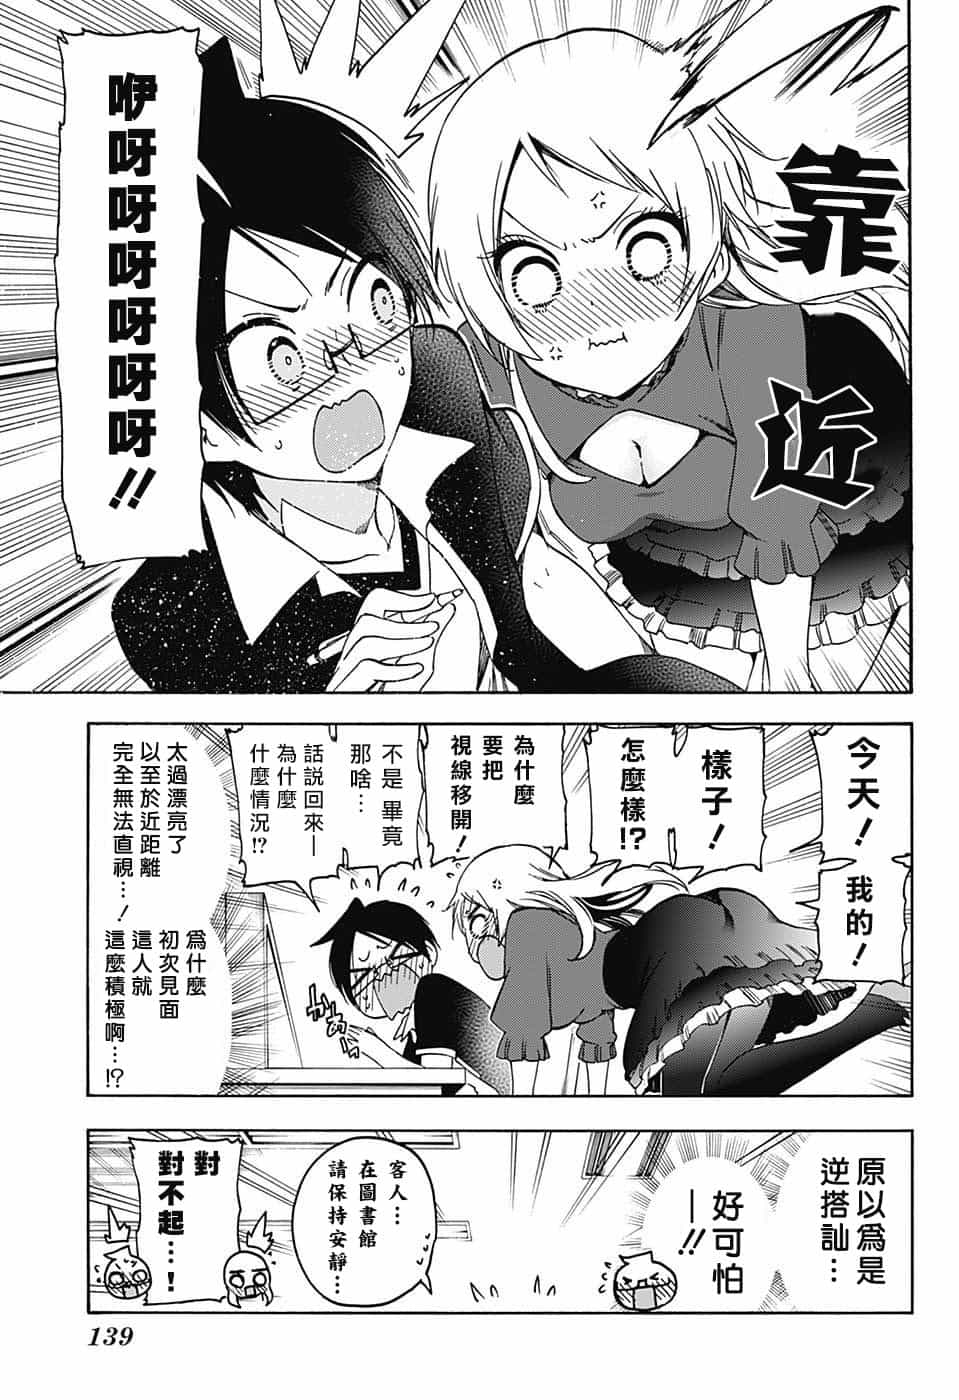 靠
近
咿呀呀呀呀呀呀!!
今天！我的！
樣子！
怎麼樣!?
為什麼
要把
視線移開！
不是 畢竟
那啥…
話說回來—
為什麼
什麼情況!?
太過漂亮了
以至於近距離
完全無法直視…！
為什麼
初次見面
這人就
這麼積極啊…!?
原以為是
逆搭訕…
好可怕
—!!
客人…
在圖書館
請保持安靜…
對
對不起…！
139